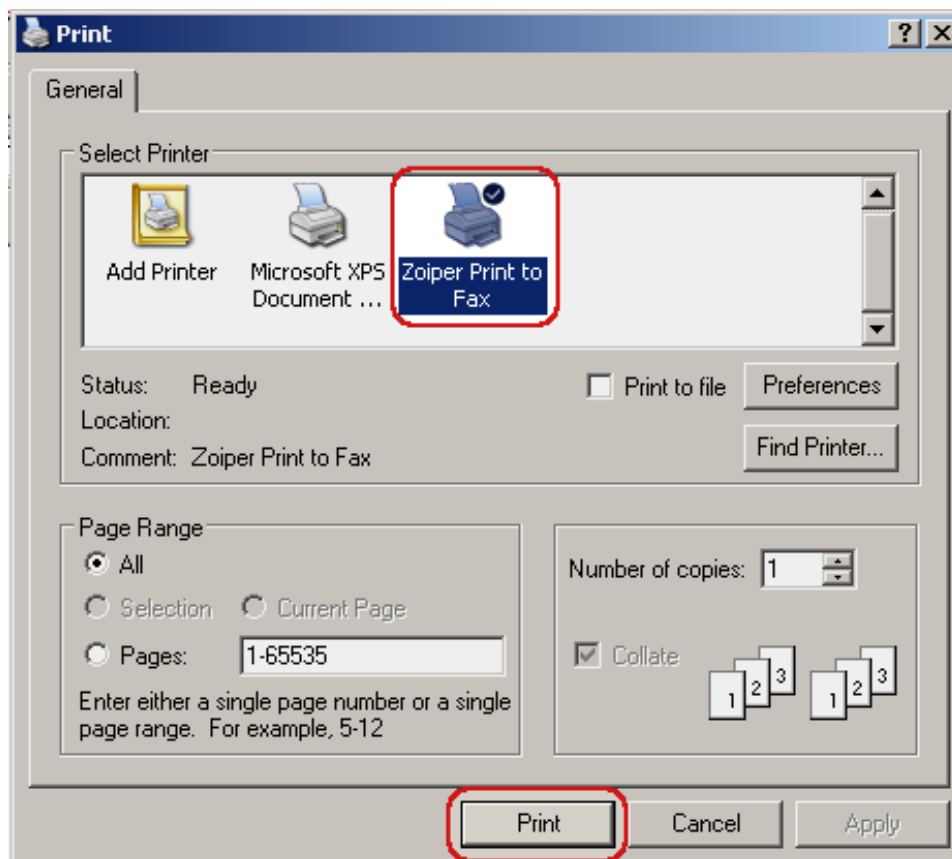 Print
General
Select Printer
Add Printer
Microsoft XPS Document ...
Zoiper Print to Fax
Status: Ready
Print to file
Preferences
Location:
Comment: Zoiper Print to Fax
Find Printer...
Page Range
All
Selection
Current Page
Pages: 1-65535
Enter either a single page number or a single
page range. For example, 5-12
Number of copies: 1
Collate
1 2 3 1 2 3
Print
Cancel
Apply